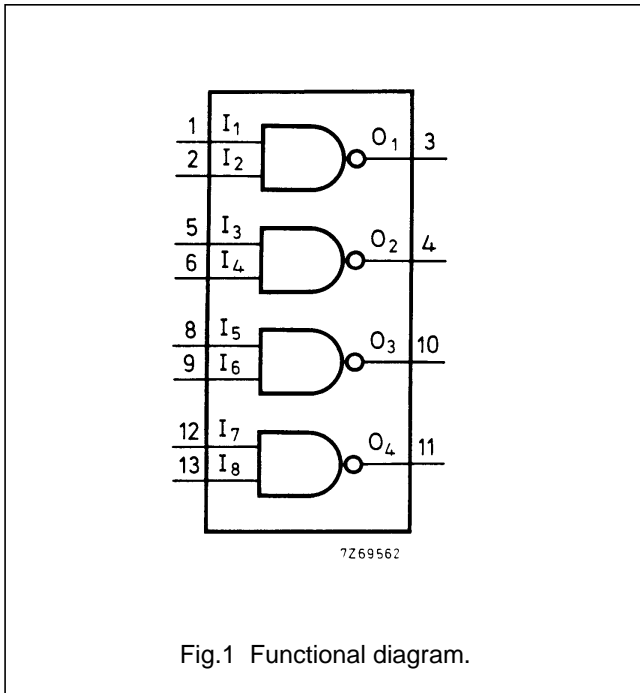 1 I1 O1 3
2 I2
5 I3 O2 4
6 I4
8 I5 O3 10
9 I6
12 I7 O4 11
13 I8
7Z69562
Fig.1 Functional diagram.